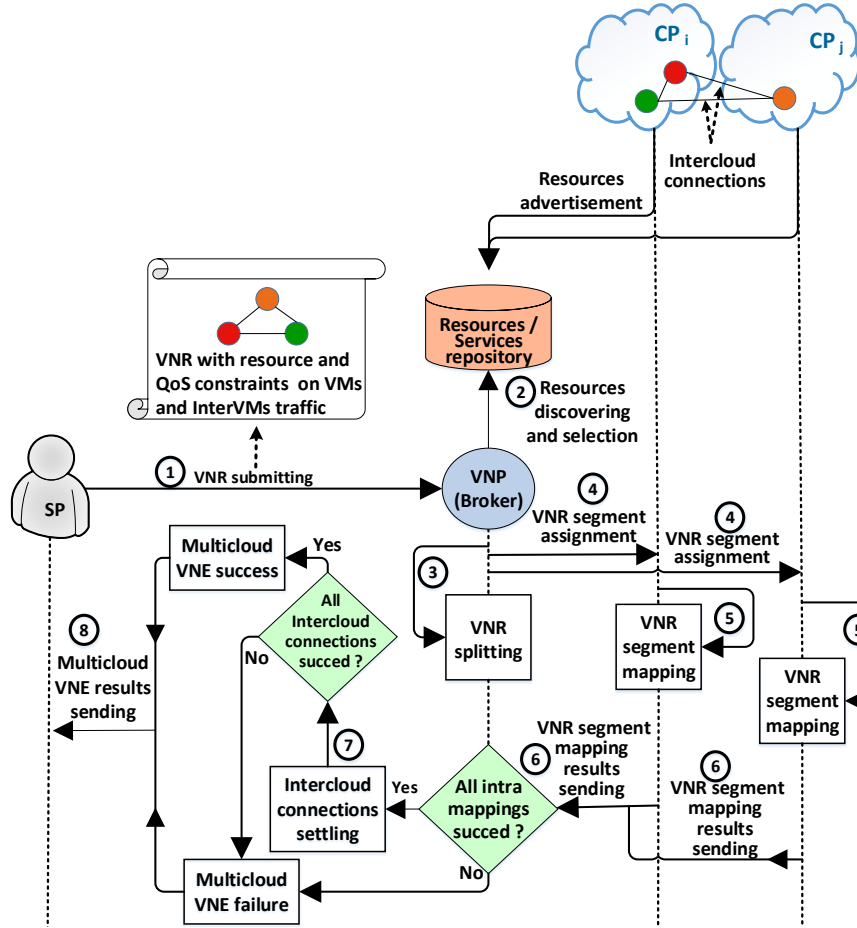 CP i
CP j
Intercloud
connections
Resources
advertisement
Resources /
Services
repository
VNR with resource and
QoS constraints on VMs
and InterVMs traffic
2 Resources
discovering
and selection
1 VNR submitting
SP
VNP
(Broker)
4
VNR segment
assignment
4
VNR segment
assignment
3
VNR
splitting
5
VNR
segment
mapping
5
VNR
segment
mapping
Multicloud
VNE success
Yes
All
Intercloud
connections
succed ?
No
8
Multicloud
VNE results
sending
7
Intercloud
connections
settling
Yes
All intra
mappings
succed ?
No
6
VNR segment
mapping
results
sending
6
VNR segment
mapping
results
sending
Multicloud
VNE failure